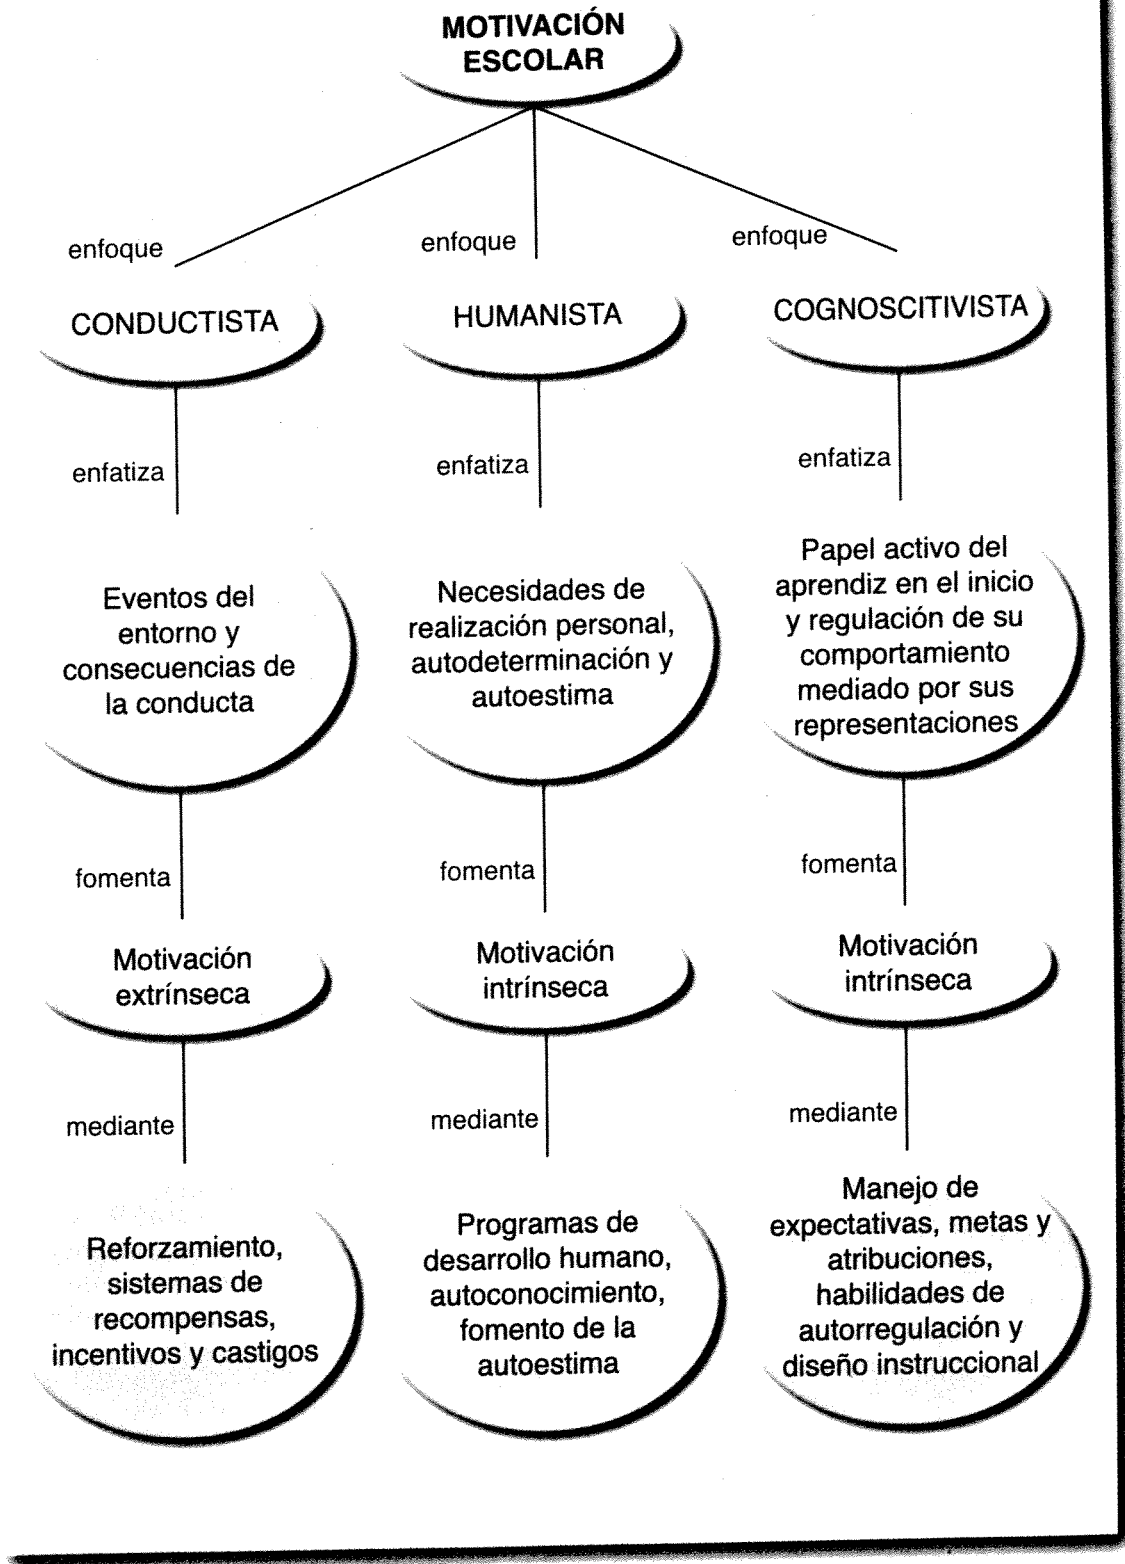 MOTIVACIÓN
ESCOLAR
enfoque
enfoque
enfoque
CONDUCTISTA
HUMANISTA
COGNOSCITIVISTA
enfatiza
enfatiza
enfatiza
Eventos del
entorno y
consecuencias de
la conducta
Necesidades de
realización personal,
autodeterminación y
autoestima
Papel activo del
aprendiz en el inicio
y regulación de su
comportamiento
mediado por sus
representaciones
fomenta
fomenta
fomenta
Motivación
extrínseca
Motivación
intrínseca
Motivación
intrínseca
mediante
mediante
mediante
Reforzamiento,
sistemas de
recompensas,
incentivos y castigos
Programas de
desarrollo humano,
autoconocimiento,
fomento de la
autoestima
Manejo de
expectativas, metas y
atribuciones,
habilidades de
autorregulación y
diseño instruccional